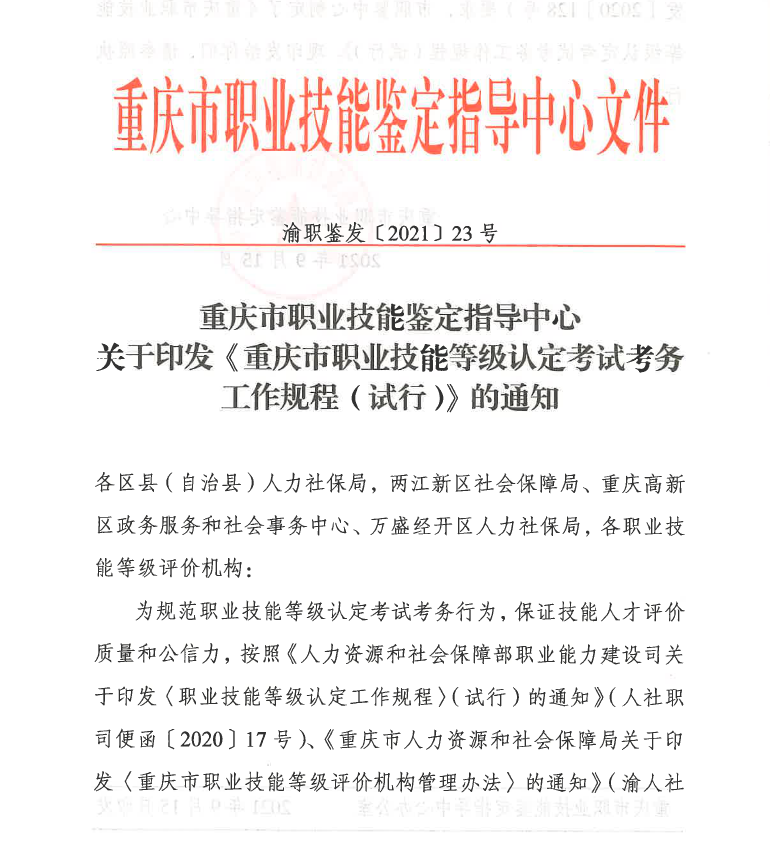 重庆市职业技能鉴定指导中心文件
渝职鉴发〔2021〕23号
重庆市职业技能鉴定指导中心
关于印发《重庆市职业技能等级认定考试考务
工作规程(试行)》的通知
各区县(自治县)人力社保局,两江新区社会保障局、重庆高新
区政务服务和社会事务中心、万盛经开区人力社保局,各职业技
能等级评价机构:
为规范职业技能等级认定考试考务行为,保证技能人才评价
质量和公信力,按照《人力资源和社会保障部职业能力建设司关
于印发〈职业技能等级认定工作规程〉(试行)的通知》(人社职
司便函〔2020〕17号)、《重庆市人力资源和社会保障局关于印
发〈重庆市职业技能等级评价机构管理办法〉的通知》(渝人社